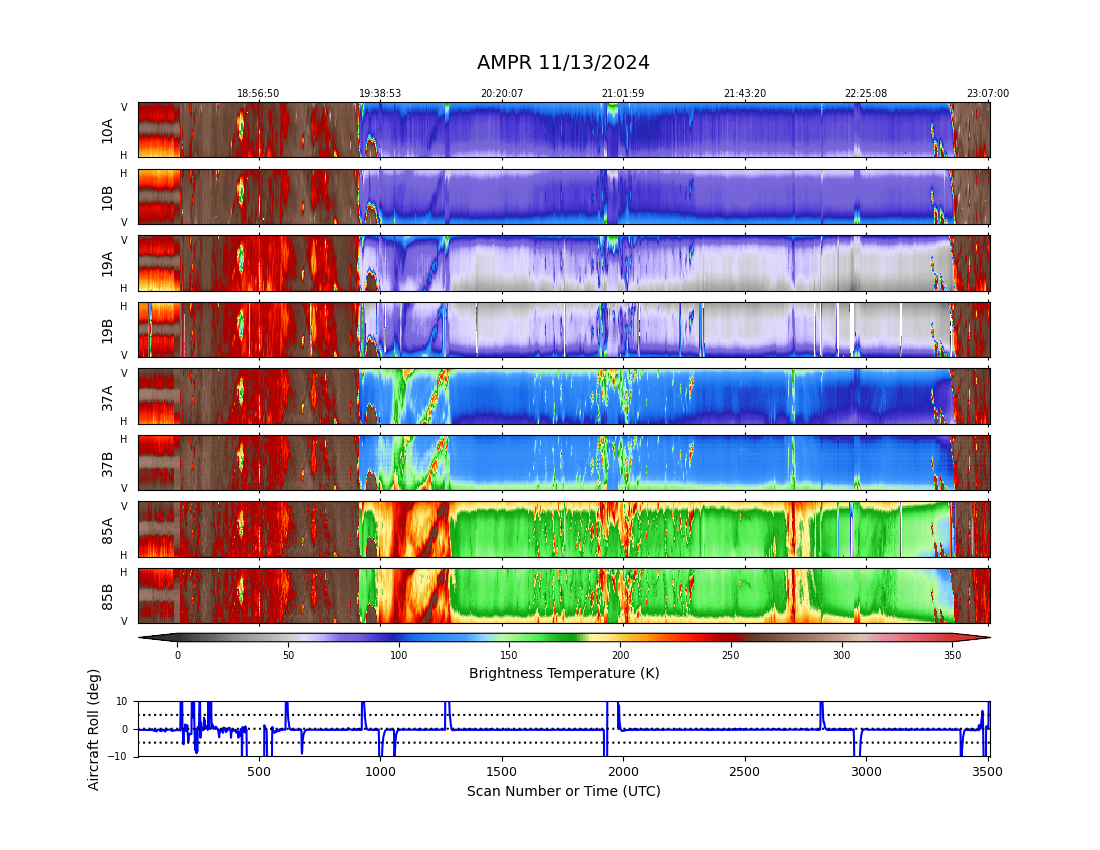 AMPR 11/13/2024
18:56:50 19:38:53 20:20:07 21:01:59 21:43:20 22:25:08 23:07:00
V
10A
H
H
10B
V
V
19A
H
H
19B
V
V
37A
H
H
37B
V
V
85A
H
H
85B
V
0 50 100 150 200 250 300 350
Brightness Temperature (K)
Aircraft Roll (deg)
10
0
−10
500 1000 1500 2000 2500 3000 3500
Scan Number or Time (UTC)